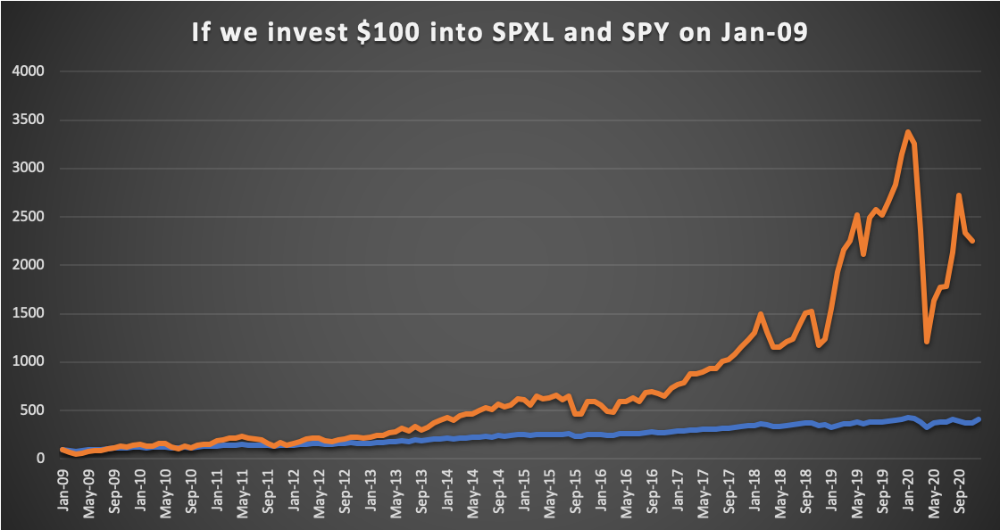 If we invest $100 into SPXL and SPY on Jan-09
4000
3500
3000
2500
2000
1500
1000
500
0
Jan-09
May-09
Sep-09
Jan-10
May-10
Sep-10
Jan-11
May-11
Sep-11
Jan-12
May-12
Sep-12
Jan-13
May-13
Sep-13
Jan-14
May-14
Sep-14
Jan-15
May-15
Sep-15
Jan-16
May-16
Sep-16
Jan-17
May-17
Sep-17
Jan-18
May-18
Sep-18
Jan-19
May-19
Sep-19
Jan-20
May-20
Sep-20